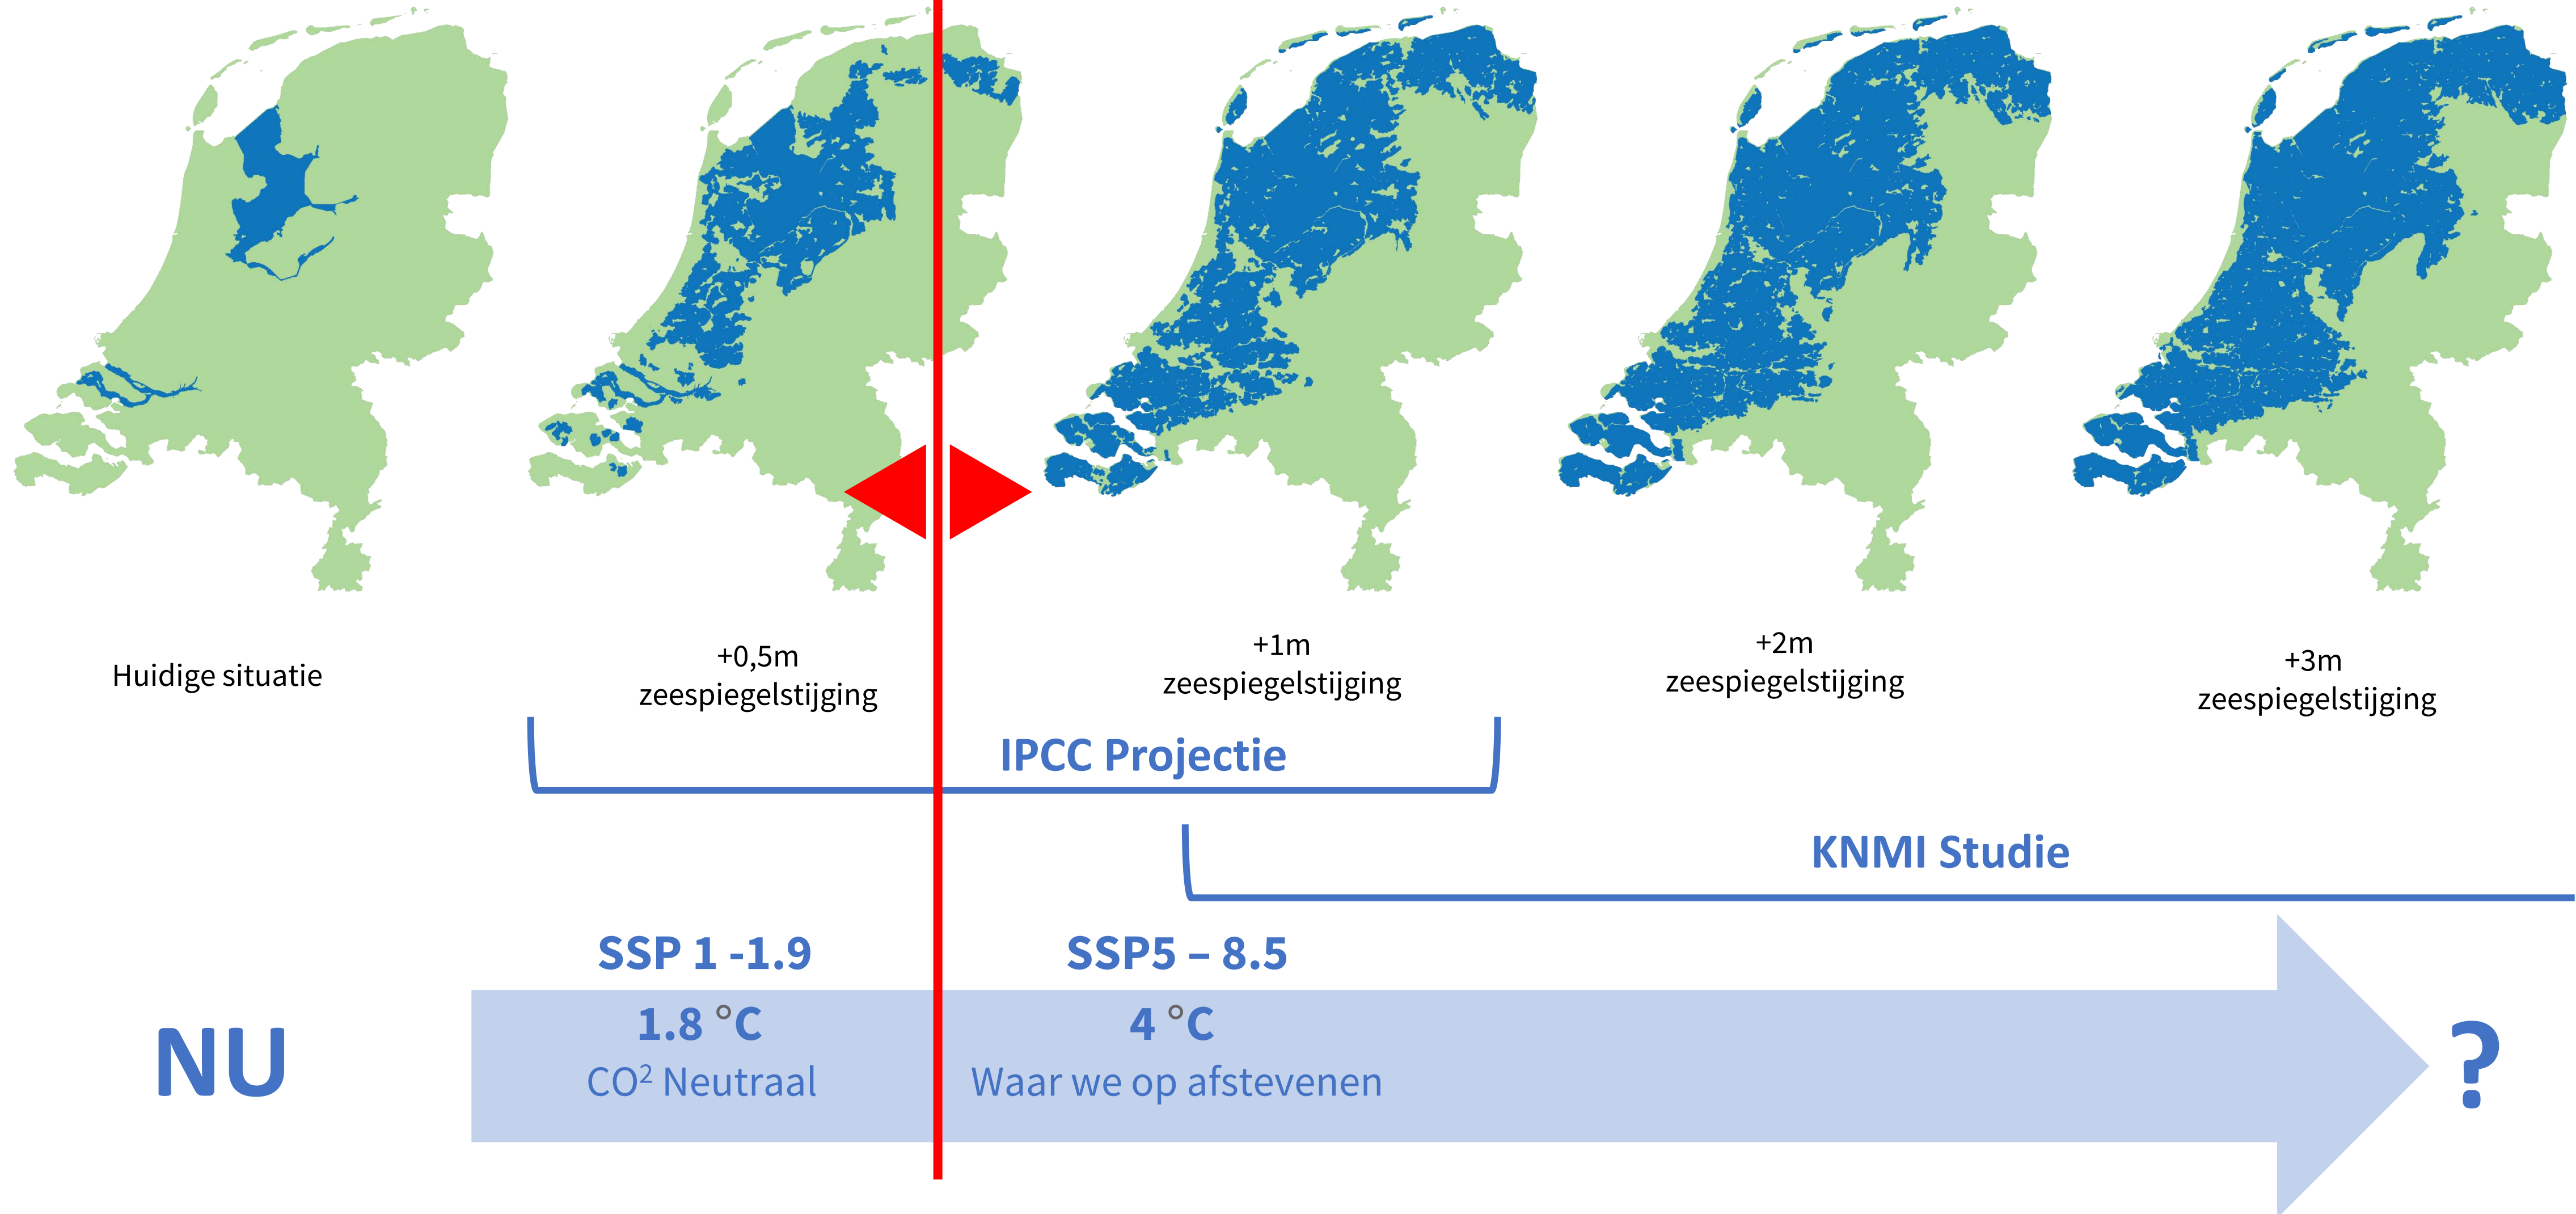 Huidige situatie
+0,5m
zeespiegelstijging
+1m
zeespiegelstijging
+2m
zeespiegelstijging
+3m
zeespiegelstijging
IPCC Projectie
KNMI Studie
SSP 1 -1.9
SSP5 – 8.5
NU
1.8 °C
CO² Neutraal
4 °C
Waar we op afstevenen
?